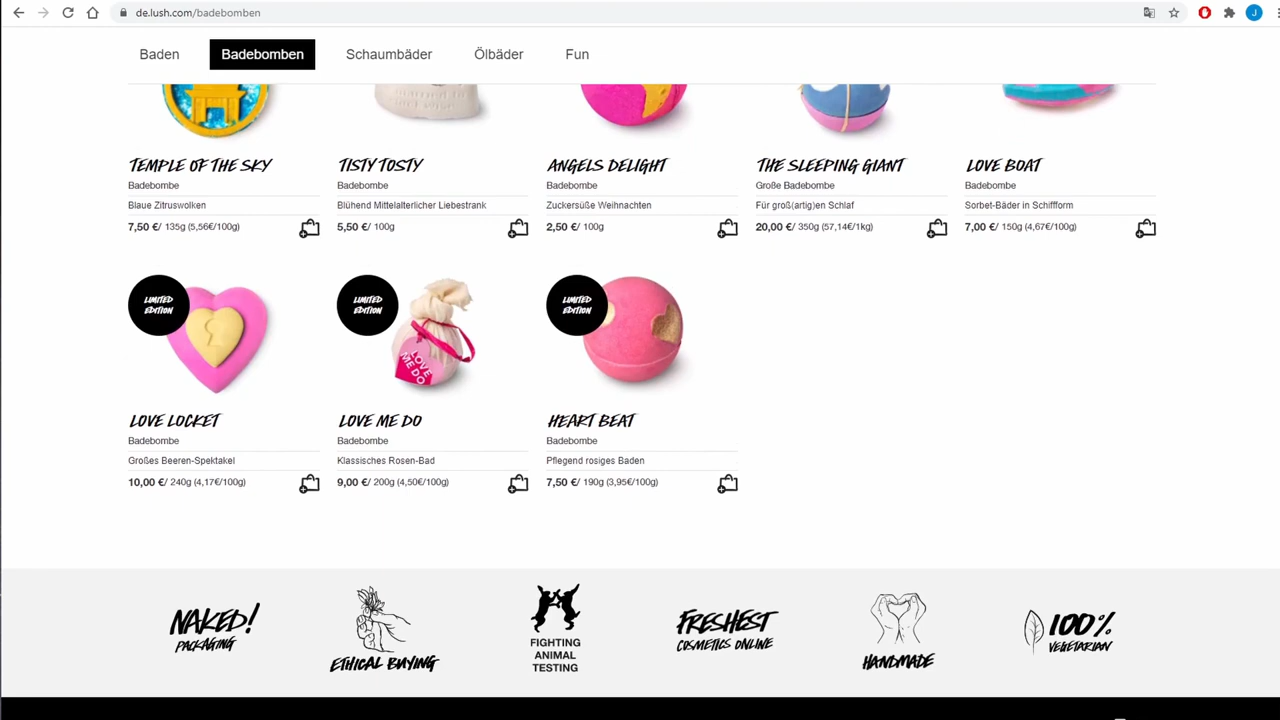 de.lush.com/badebomben
J
Baden Badebomben Schaumbäder Ölbäder Fun
TEMPLE OF THE SKY
Badebombe
Blaue Zitruswolken
7,50 €/ 135g (5,56€/100g)
TISTY TOSTY
Badebombe
Blühend Mittelalterlicher Liebestrank
5,50 €/ 100g
ANGELS DELIGHT
Badebombe
Zuckersüße Weihnachten
2,50 €/ 100g
THE SLEEPING GIANT
Große Badebombe
Für groß(artig)en Schlaf
20,00 €/ 350g (57,14€/1kg)
LOVE BOAT
Badebombe
Sorbet-Bäder in Schiffform
7,00 €/ 150g (4,67€/100g)
LIMITED
EDITION
LOVE LOCKET
Badebombe
Großes Beeren-Spektakel
10,00 €/ 240g (4,17€/100g)
LIMITED
EDITION
LOVE
ME DO
LOVE ME DO
Badebombe
Klassisches Rosen-Bad
9,00 €/ 200g (4,50€/100g)
LIMITED
EDITION
HEART BEAT
Badebombe
Pflegend rosiges Baden
7,50 €/ 190g (3,95€/100g)
NAKED!
PACKAGING
ETHICAL BUYING
FIGHTING
ANIMAL
TESTING
FRESHEST
COSMETICS ONLINE
HANDMADE
100%
VEGETARIAN